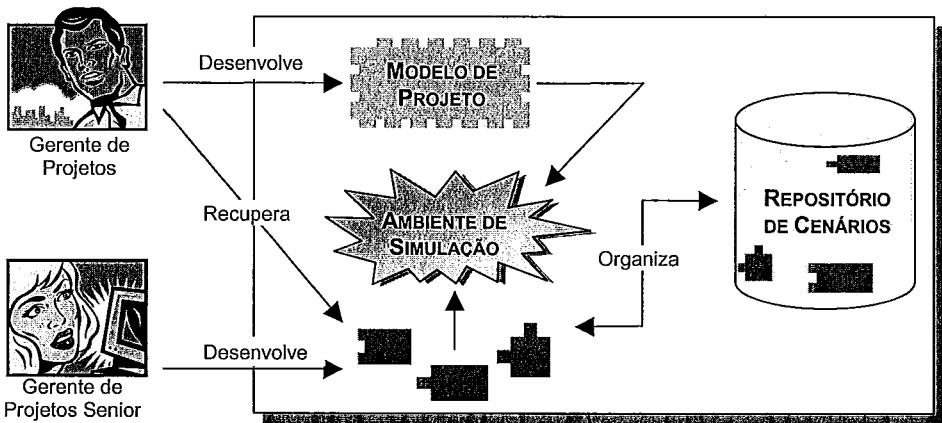 Desenvolve
MODELO DE
PROJETO
Gerente de
Projetos
Recupera
AMBIENTE DE
SIMULAÇÃO
REPOSITÓRIO
DE CENÁRIOS
Organiza
Desenvolve
Gerente de
Projetos Senior